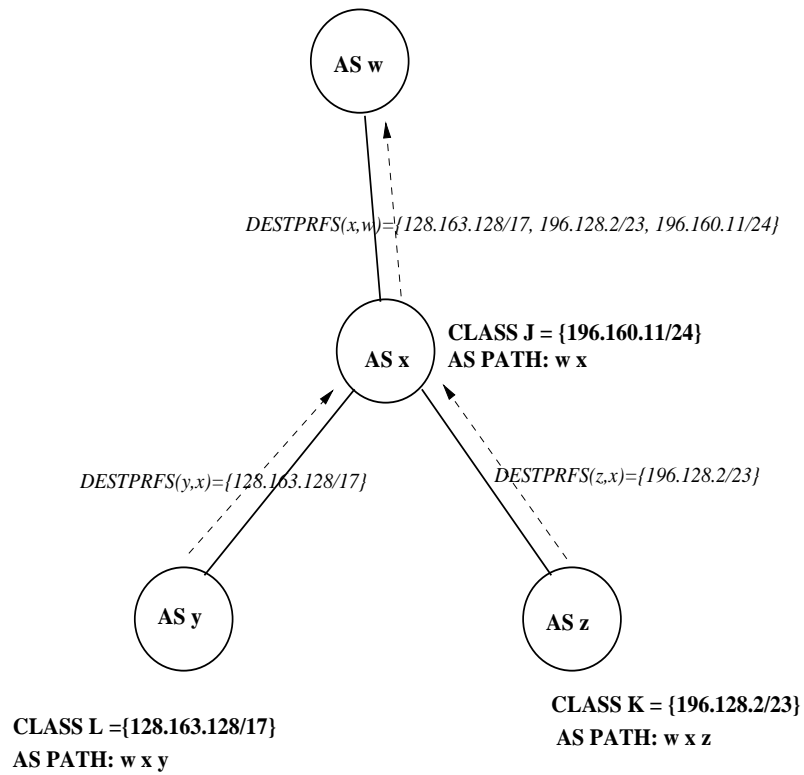 AS w
DESTPRFS(x,w)={128.163.128/17, 196.128.2/23, 196.160.11/24}
CLASS J = {196.160.11/24}
AS x
AS PATH: w x
DESTPRFS(y,x)={128.163.128/17}
DESTPRFS(z,x)={196.128.2/23}
AS y
AS z
CLASS L ={128.163.128/17}
AS PATH: w x y
CLASS K = {196.128.2/23}
AS PATH: w x z